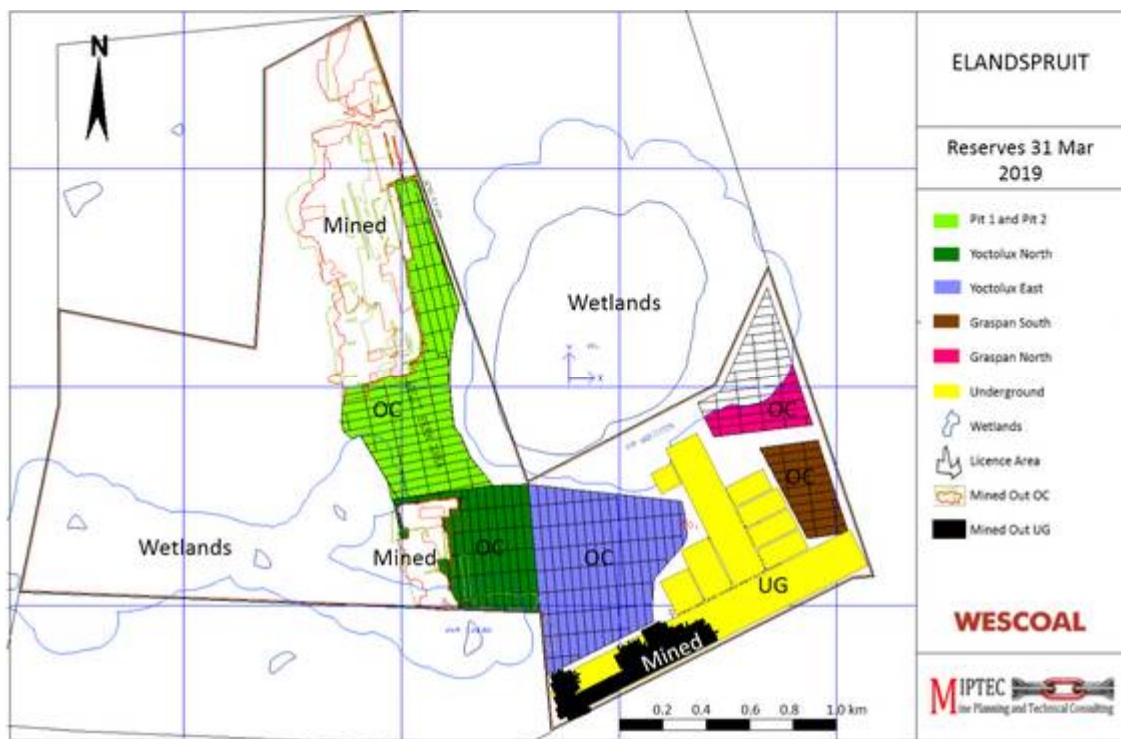 N
Mined
Wetlands
OC
OC
OC
Wetlands
Mined
OC
OC
UG
Mined
0.2 0.4 0.6 0.8 1.0 km
ELANDSPRUIT
Reserves 31 Mar
2019
Pit 1 and Pit 2
Yoctolux North
Yoctolux East
Graspan South
Graspan North
Underground
Wetlands
Licence Area
Mined Out OC
Mined Out UG
WESCOAL
MIPTEC
ine Planning and Technical Consulting